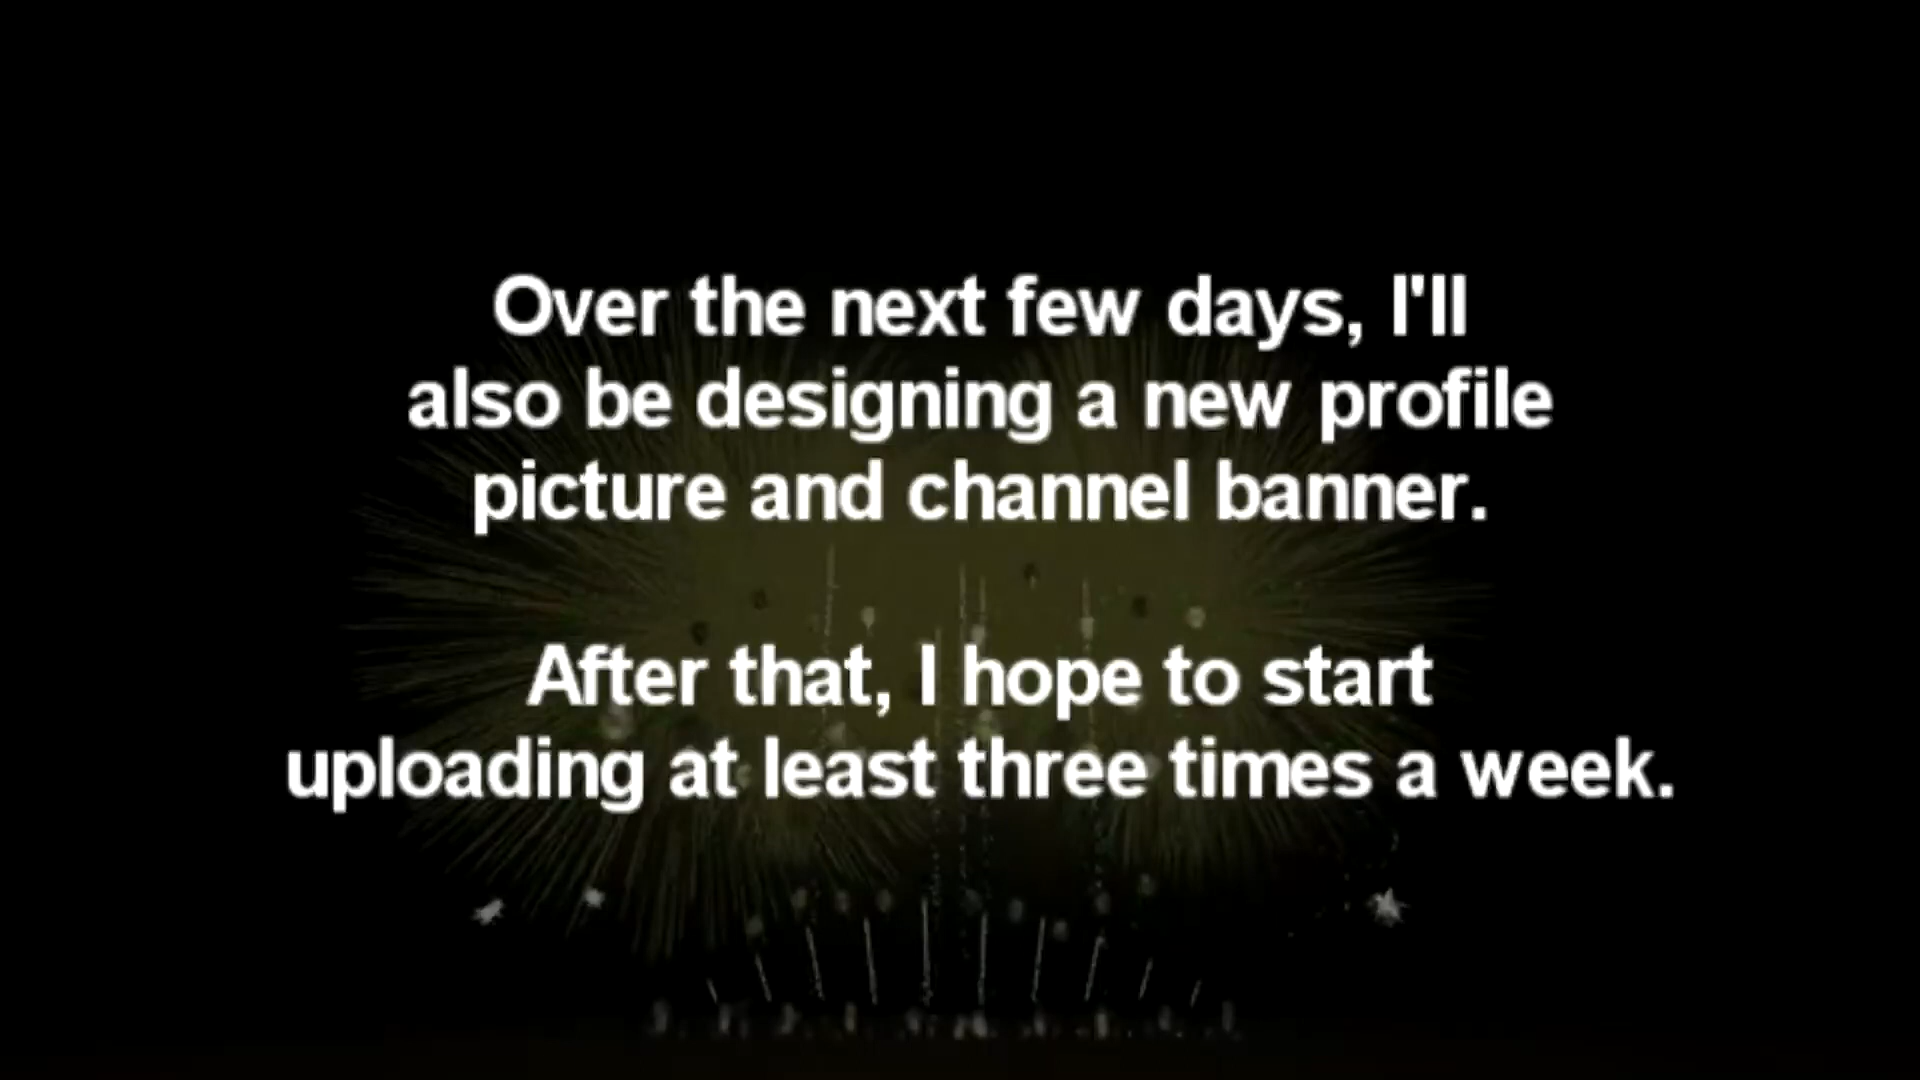 Over the next few days, I'll
also be designing a new profile
picture and channel banner.
After that, I hope to start
uploading at least three times a week.